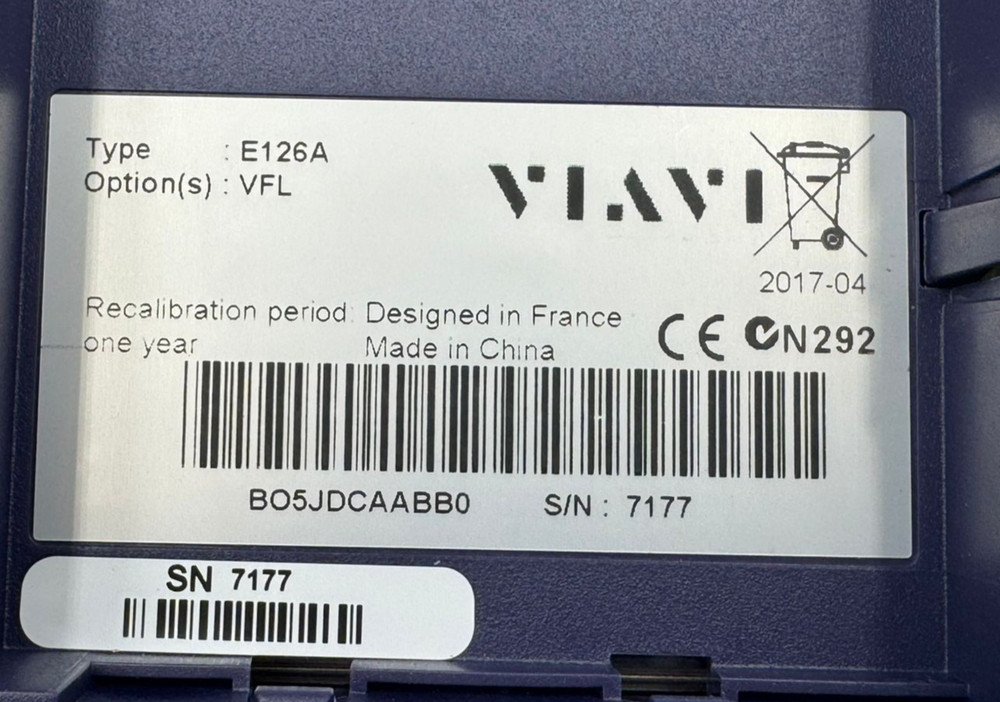 Type : E126A
Option(s) : VFL
VIAVI
2017-04
Recalibration period: Designed in France
one year Made in China
CE N292
BO5JDCAABB0 S/N : 7177
SN 7177